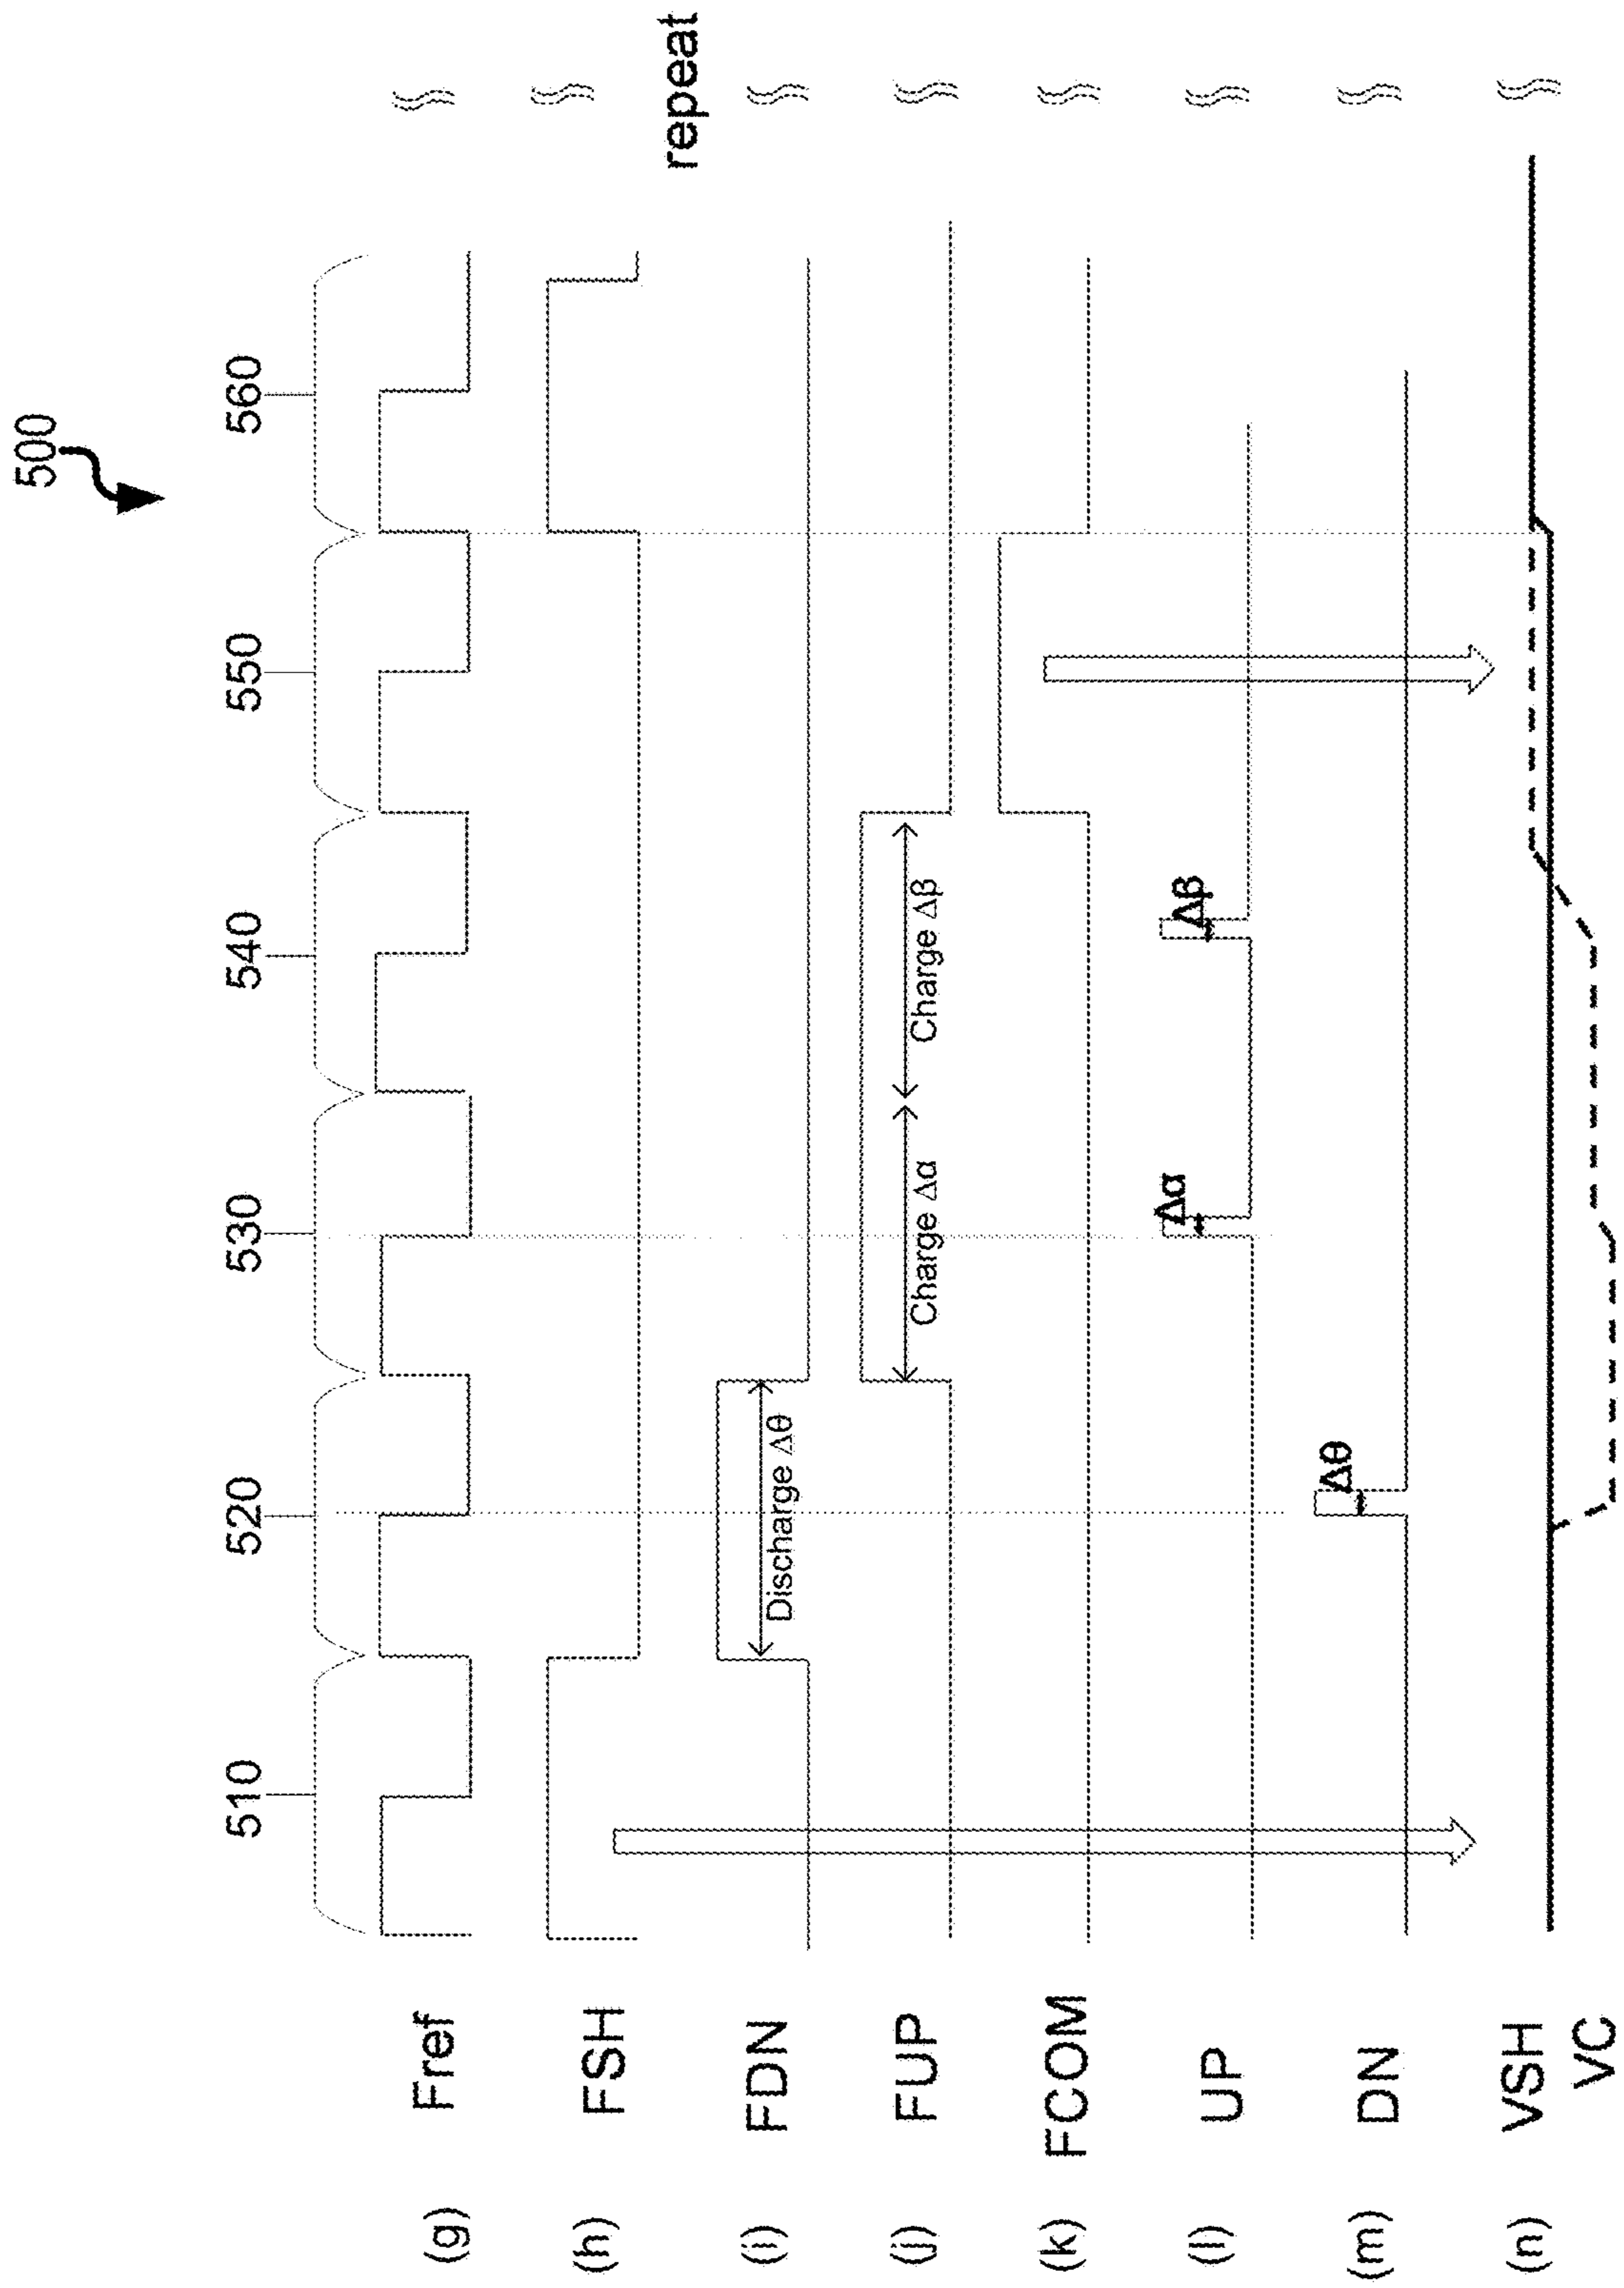 500
510 520 530 540 550 560
(g) Fref
(h) FSH
repeat
(i) FDN
Discharge Δθ
(j) FUP
Charge Δα Charge Δβ
(k) FCOM
(l) UP
Δα Δβ
(m) DN
Δθ
(n) VSH
VC